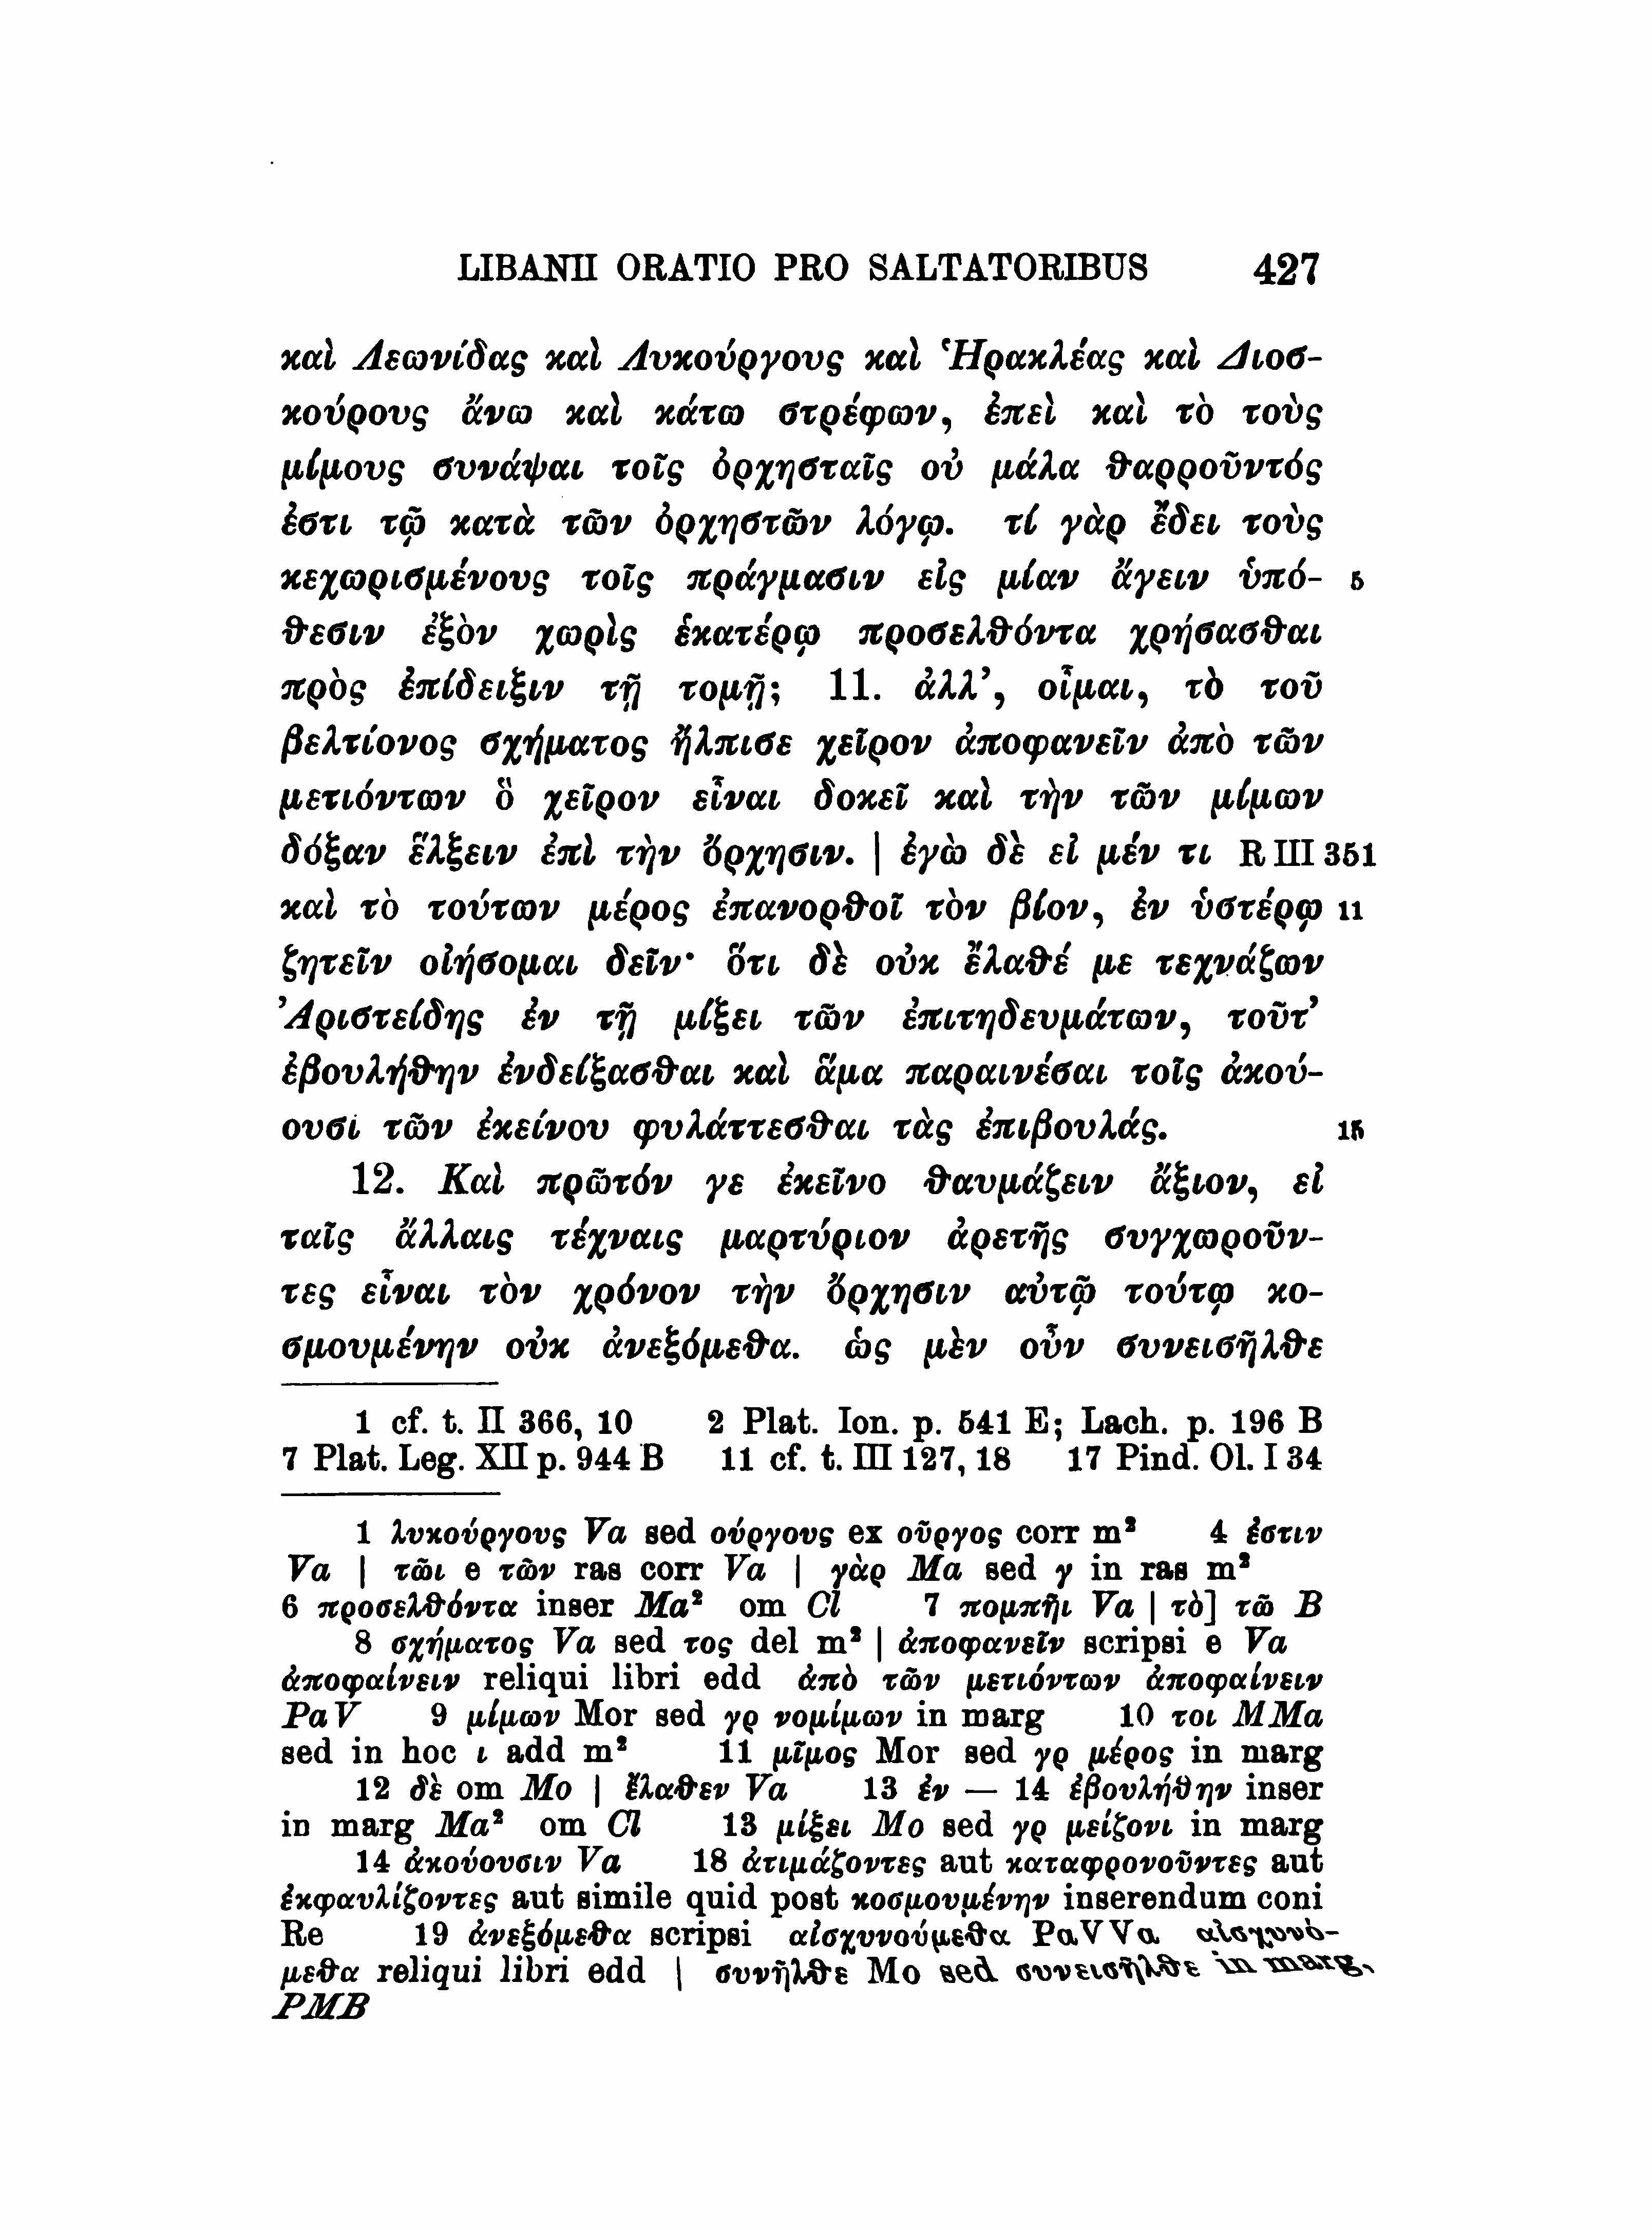 LIBANII ORATIO PRO SALTATORIBUS 427
καὶ Λεωνίδας καὶ Λυκούργους καὶ Ἡρακλέας καὶ Διοσ-
κούρους ἄνω καὶ κάτω στρέφων, ἐπεὶ καὶ τὸ τοὺς
μίμους συνάψαι τοῖς ὀρχησταῖς οὐ μάλα θαρροῦντός
ἐστι τῷ κατὰ τῶν ὀρχηστῶν λόγῳ. τί γὰρ ἔδει τοὺς
κεχωρισμένους τοῖς πράγμασιν εἰς μίαν ἄγειν ὑπό- 5
θεσιν ἐξὸν χωρὶς ἑκατέρῳ προσελθόντα χρήσασθαι
πρὸς ἐπίδειξιν τῇ τομῇ; 11. ἀλλ’, οἶμαι, τὸ τοῦ
βελτίονος σχήματος ἤλπισε χεῖρον ἀποφανεῖν ἀπὸ τῶν
μετιόντων ὃ χεῖρον εἶναι δοκεῖ καὶ τὴν τῶν μίμων
δόξαν ἕλξειν ἐπὶ τὴν ὄρχησιν. | ἐγὼ δὲ εἰ μέν τι R III 351
καὶ τὸ τούτων μέρος ἐπανορθοῖ τὸν βίον, ἐν ὑστέρῳ 11
ζητεῖν οἰήσομαι δεῖν· ὅτι δὲ οὐκ ἔλαθέ με τεχνάζων
Ἀριστείδης ἐν τῇ μίξει τῶν ἐπιτηδευμάτων, τοῦτ’
ἐβουλήθην ἐνδείξασθαι καὶ ἅμα παραινέσαι τοῖς ἀκού-
ουσι τῶν ἐκείνου φυλάττεσθαι τὰς ἐπιβουλάς. 15
12. Καὶ πρῶτόν γε ἐκεῖνο θαυμάζειν ἄξιον, εἰ
ταῖς ἄλλαις τέχναις μαρτύριον ἀρετῆς συγχωροῦν-
τες εἶναι τὸν χρόνον τὴν ὄρχησιν αὐτῷ τούτῳ κο-
σμουμένην οὐκ ἀνεξόμεθα. ὡς μὲν οὖν συνεισῆλθε
1 cf. t. II 366, 10 2 Plat. Ion. p. 541 E; Lach. p. 196 B
7 Plat. Leg. XII p. 944 B 11 cf. t. III 127, 18 17 Pind. Ol. I 34
1 λυκούργους Va sed ούργους ex οῦργος corr m² 4 ἐστιν
Va | τῶι e τῶν ras corr Va | γὰρ Ma sed γ in ras m²
6 προσελθόντα inser Ma² om Cl 7 πομπῆι Va | τὸ] τῶ B
8 σχήματος Va sed τος del m² | ἀποφανεῖν scripsi e Va
ἀποφαίνειν reliqui libri edd ἀπὸ τῶν μετιόντων ἀποφαίνειν
PaV 9 μίμων Mor sed γρ νομίμων in marg 10 τοι MMa
sed in hoc ι add m² 11 μῖμος Mor sed γρ μέρος in marg
12 δὲ om Mo | ἔλαθεν Va 13 ἐν — 14 ἐβουλήθην inser
in marg Ma² om Cl 13 μίξει Mo sed γρ μείζονι in marg
14 ἀκούουσιν Va 18 ἀτιμάζοντες aut καταφρονοῦντες aut
ἐκφαυλίζοντες aut simile quid post κοσμουμένην inserendum coni
Re 19 ἀνεξόμεθα scripsi αἰσχυνούμεθα PaVVa αἰσχυνό-
μεθα reliqui libri edd | συνῆλθε Mo sed συνεισῆλθε in marg.
PMB